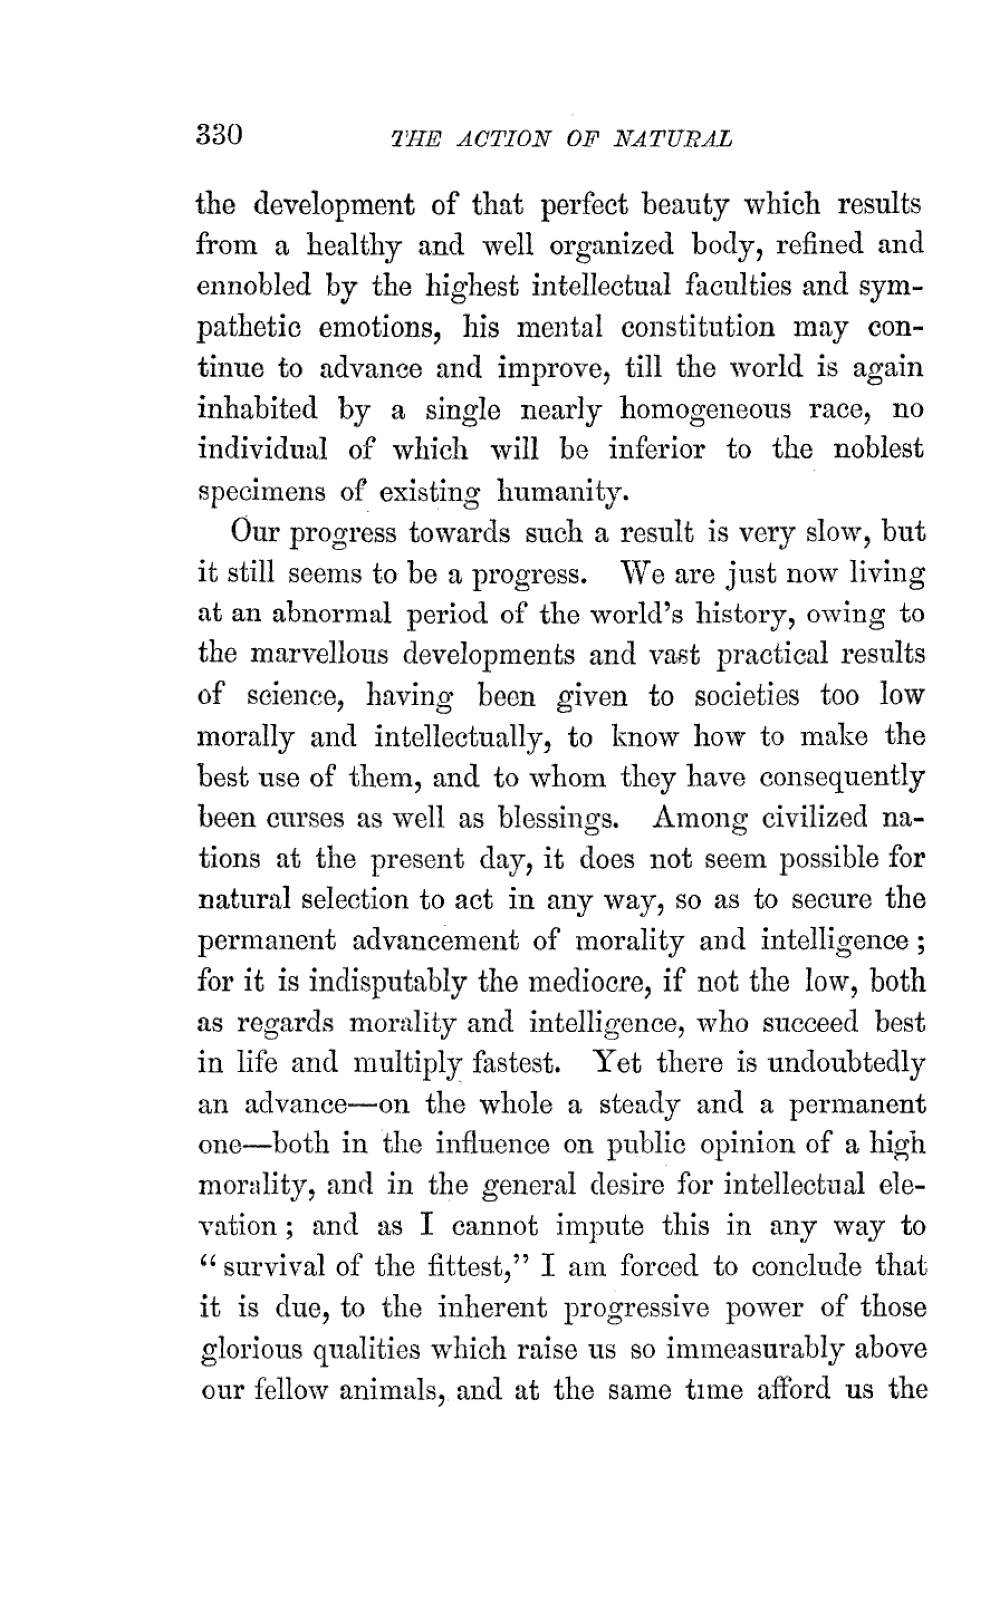 330 THE ACTION OF NATURAL
the development of that perfect beauty which results
from a healthy and well organized body, refined and
ennobled by the highest intellectual faculties and sym-
pathetic emotions, his mental constitution may con-
tinue to advance and improve, till the world is again
inhabited by a single nearly homogeneous race, no
individual of which will be inferior to the noblest
specimens of existing humanity.
Our progress towards such a result is very slow, but
it still seems to be a progress. We are just now living
at an abnormal period of the world's history, owing to
the marvellous developments and vast practical results
of science, having been given to societies too low
morally and intellectually, to know how to make the
best use of them, and to whom they have consequently
been curses as well as blessings. Among civilized na-
tions at the present day, it does not seem possible for
natural selection to act in any way, so as to secure the
permanent advancement of morality and intelligence;
for it is indisputably the mediocre, if not the low, both
as regards morality and intelligence, who succeed best
in life and multiply fastest. Yet there is undoubtedly
an advance—on the whole a steady and a permanent
one—both in the influence on public opinion of a high
morality, and in the general desire for intellectual ele-
vation; and as I cannot impute this in any way to
“survival of the fittest,” I am forced to conclude that
it is due, to the inherent progressive power of those
glorious qualities which raise us so immeasurably above
our fellow animals, and at the same time afford us the